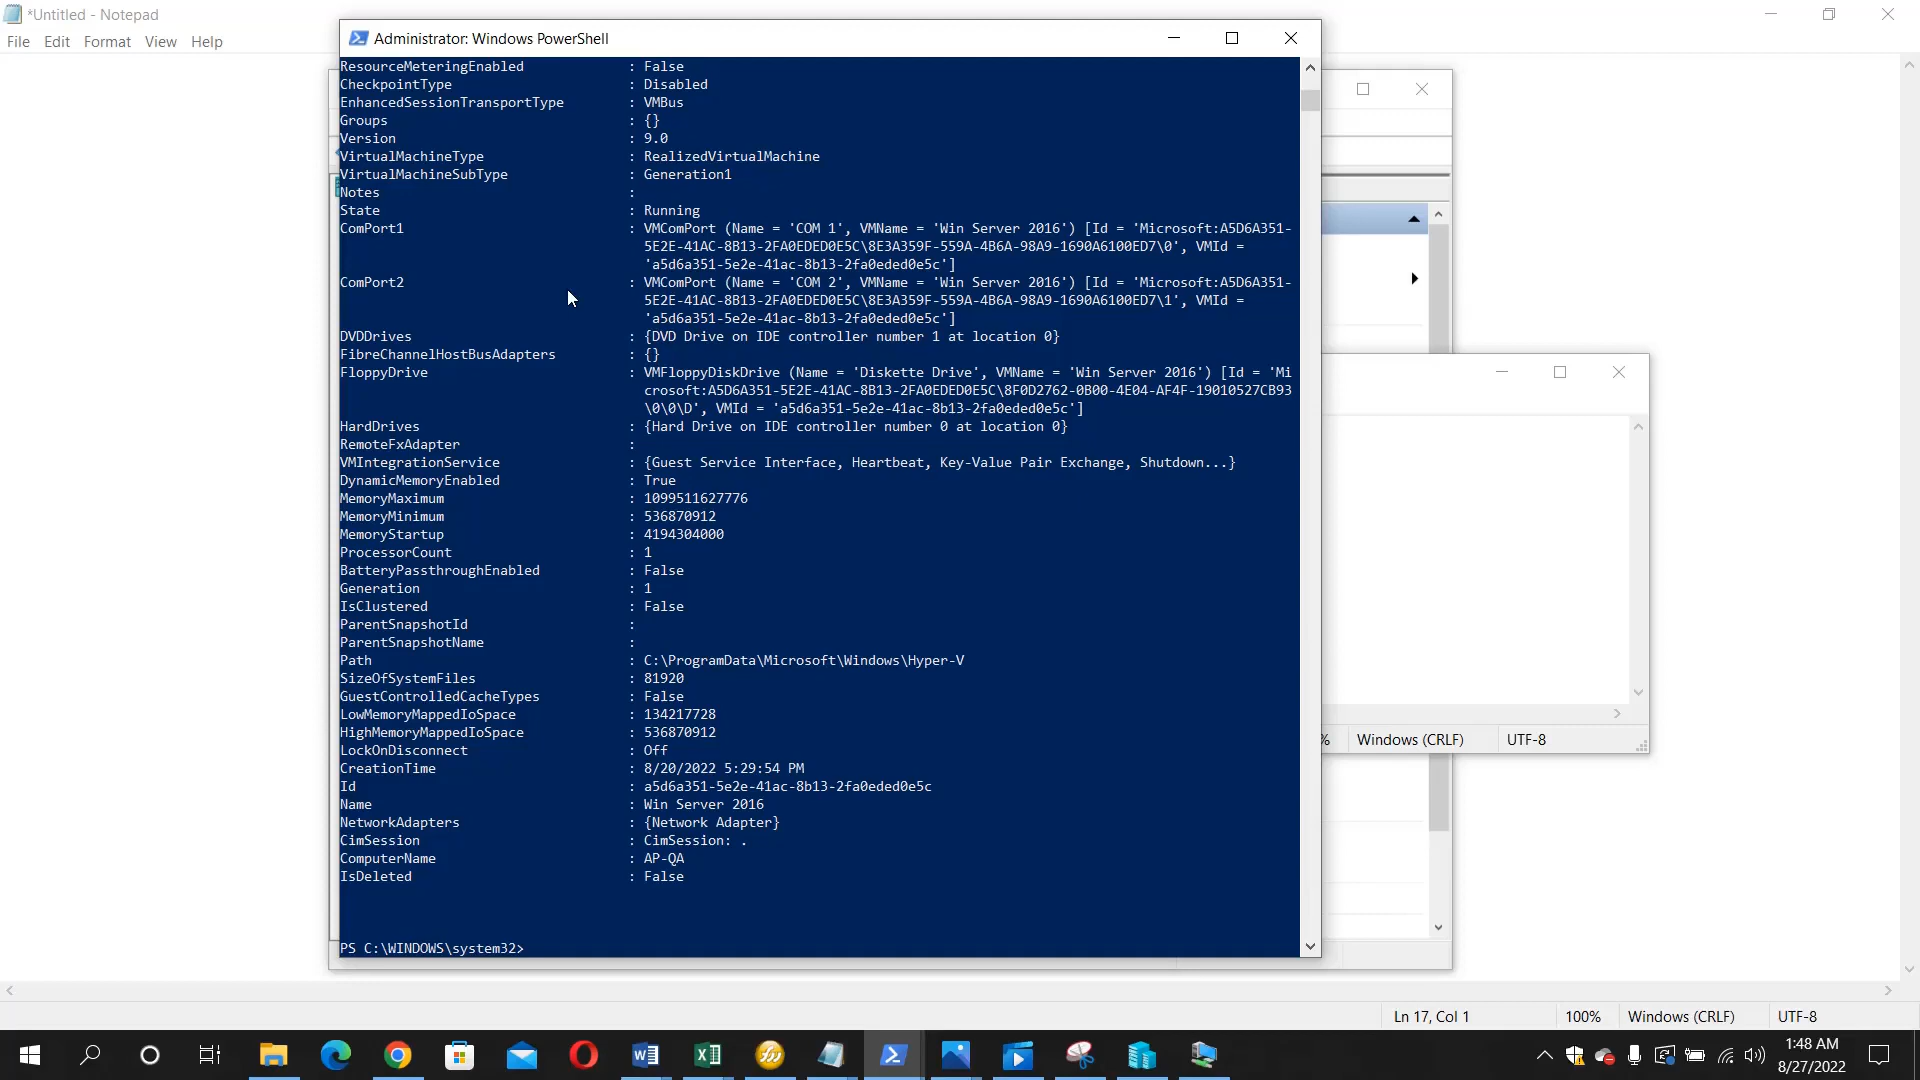 *Untitled - Notepad
File Edit Format View Help
Administrator: Windows PowerShell
ResourceMeteringEnabled : False
CheckpointType : Disabled
EnhancedSessionTransportType : VMBus
Groups : {}
Version : 9.0
VirtualMachineType : RealizedVirtualMachine
VirtualMachineSubType : Generation1
Notes :
State : Running
ComPort1 : VMComPort (Name = 'COM 1', VMName = 'Win Server 2016') [Id = 'Microsoft:A5D6A351-
5E2E-41AC-8B13-2FA0EDED0E5C\8E3A359F-559A-4B6A-98A9-1690A6100ED7\0', VMId =
'a5d6a351-5e2e-41ac-8b13-2fa0eded0e5c']
ComPort2 : VMComPort (Name = 'COM 2', VMName = 'Win Server 2016') [Id = 'Microsoft:A5D6A351-
5E2E-41AC-8B13-2FA0EDED0E5C\8E3A359F-559A-4B6A-98A9-1690A6100ED7\1', VMId =
'a5d6a351-5e2e-41ac-8b13-2fa0eded0e5c']
DVDDrives : {DVD Drive on IDE controller number 1 at location 0}
FibreChannelHostBusAdapters : {}
FloppyDrive : VMFloppyDiskDrive (Name = 'Diskette Drive', VMName = 'Win Server 2016') [Id = 'Mi
crosoft:A5D6A351-5E2E-41AC-8B13-2FA0EDED0E5C\8F0D2762-0B00-4E04-AF4F-19010527CB93
\0\0\D', VMId = 'a5d6a351-5e2e-41ac-8b13-2fa0eded0e5c']
HardDrives : {Hard Drive on IDE controller number 0 at location 0}
RemoteFxAdapter :
VMIntegrationService : {Guest Service Interface, Heartbeat, Key-Value Pair Exchange, Shutdown...}
DynamicMemoryEnabled : True
MemoryMaximum : 1099511627776
MemoryMinimum : 536870912
MemoryStartup : 4194304000
ProcessorCount : 1
BatteryPassthroughEnabled : False
Generation : 1
IsClustered : False
ParentSnapshotId :
ParentSnapshotName :
Path : C:\ProgramData\Microsoft\Windows\Hyper-V
SizeOfSystemFiles : 81920
GuestControlledCacheTypes : False
LowMemoryMappedIoSpace : 134217728
HighMemoryMappedIoSpace : 536870912
LockOnDisconnect : Off
CreationTime : 8/20/2022 5:29:54 PM
Id : a5d6a351-5e2e-41ac-8b13-2fa0eded0e5c
Name : Win Server 2016
NetworkAdapters : {Network Adapter}
CimSession : CimSession: .
ComputerName : AP-QA
IsDeleted : False
PS C:\WINDOWS\system32>
% Windows (CRLF) UTF-8
Ln 17, Col 1 100% Windows (CRLF) UTF-8
1:48 AM
8/27/2022